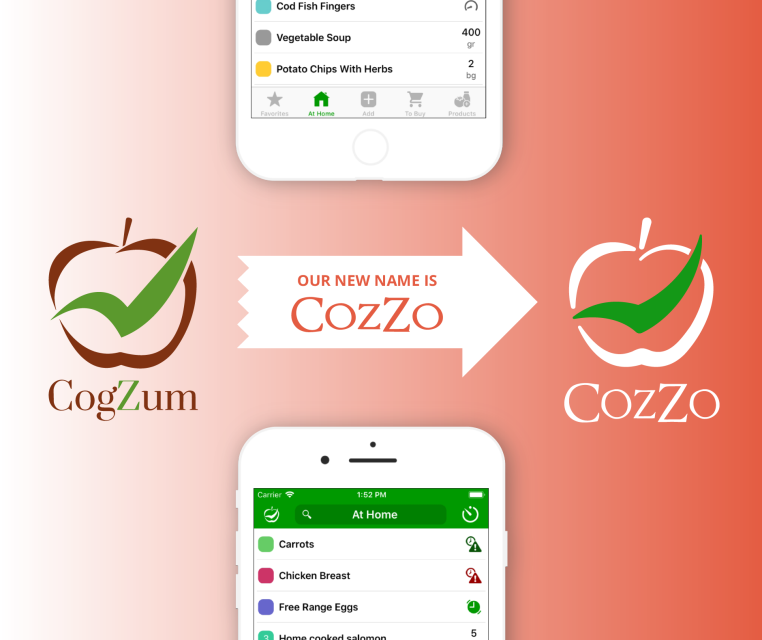 Cod Fish Fingers
Vegetable Soup
400
gr
Potato Chips With Herbs
2
bg
Favorites
At Home
Add
To Buy
Products
OUR NEW NAME IS
CozZo
CogZum
CozZo
Carrier
1:52 PM
At Home
Carrots
Chicken Breast
Free Range Eggs
3
Home cooked salomon
5